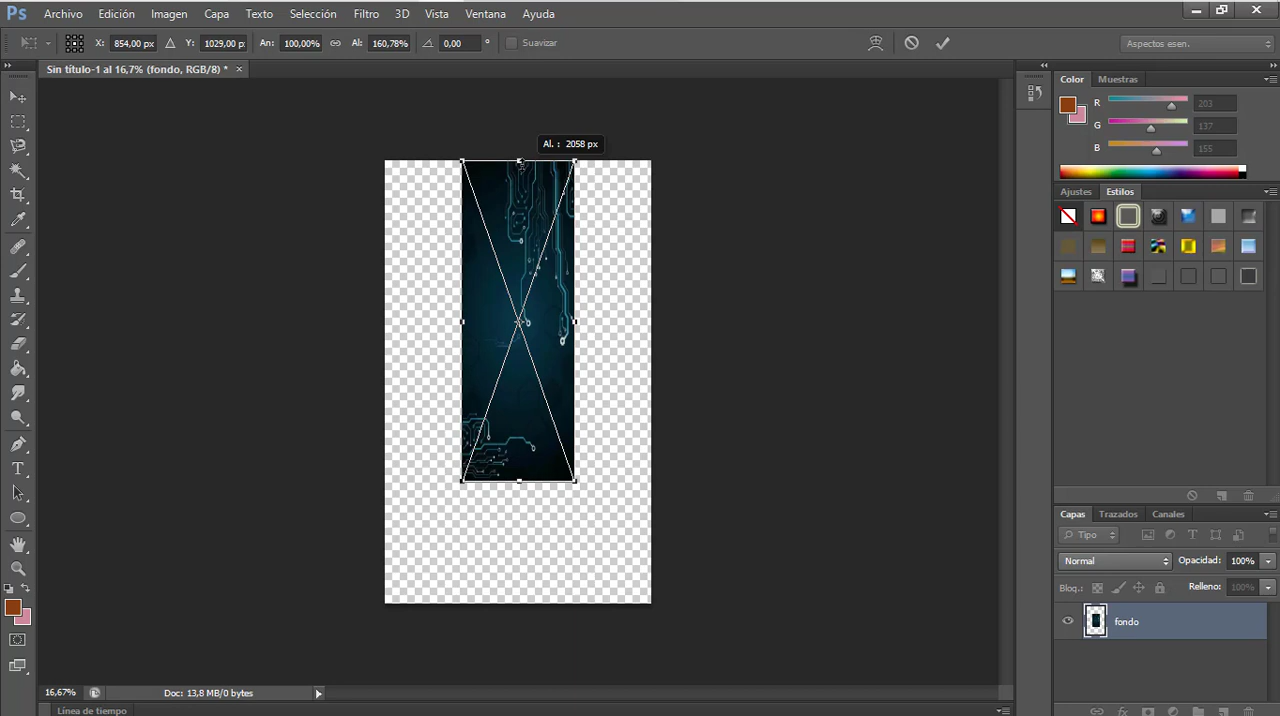 Ps Archivo Edición Imagen Capa Texto Selección Filtro 3D Vista Ventana Ayuda
X: 854,00 px Y: 1029,00 px An: 100,00% Al: 160,78% 0,00 ° Suavizar Aspectos esen.
Sin título-1 al 16,7% (fondo, RGB/8) * ×
Al. : 2058 px
Color Muestras
R 203
G 137
B 155
Ajustes Estilos
Capas Trazados Canales
Tipo
Normal Opacidad: 100%
Bloq.: Relleno: 100%
fondo
T
16,67% Doc: 13,8 MB/0 bytes
Línea de tiempo